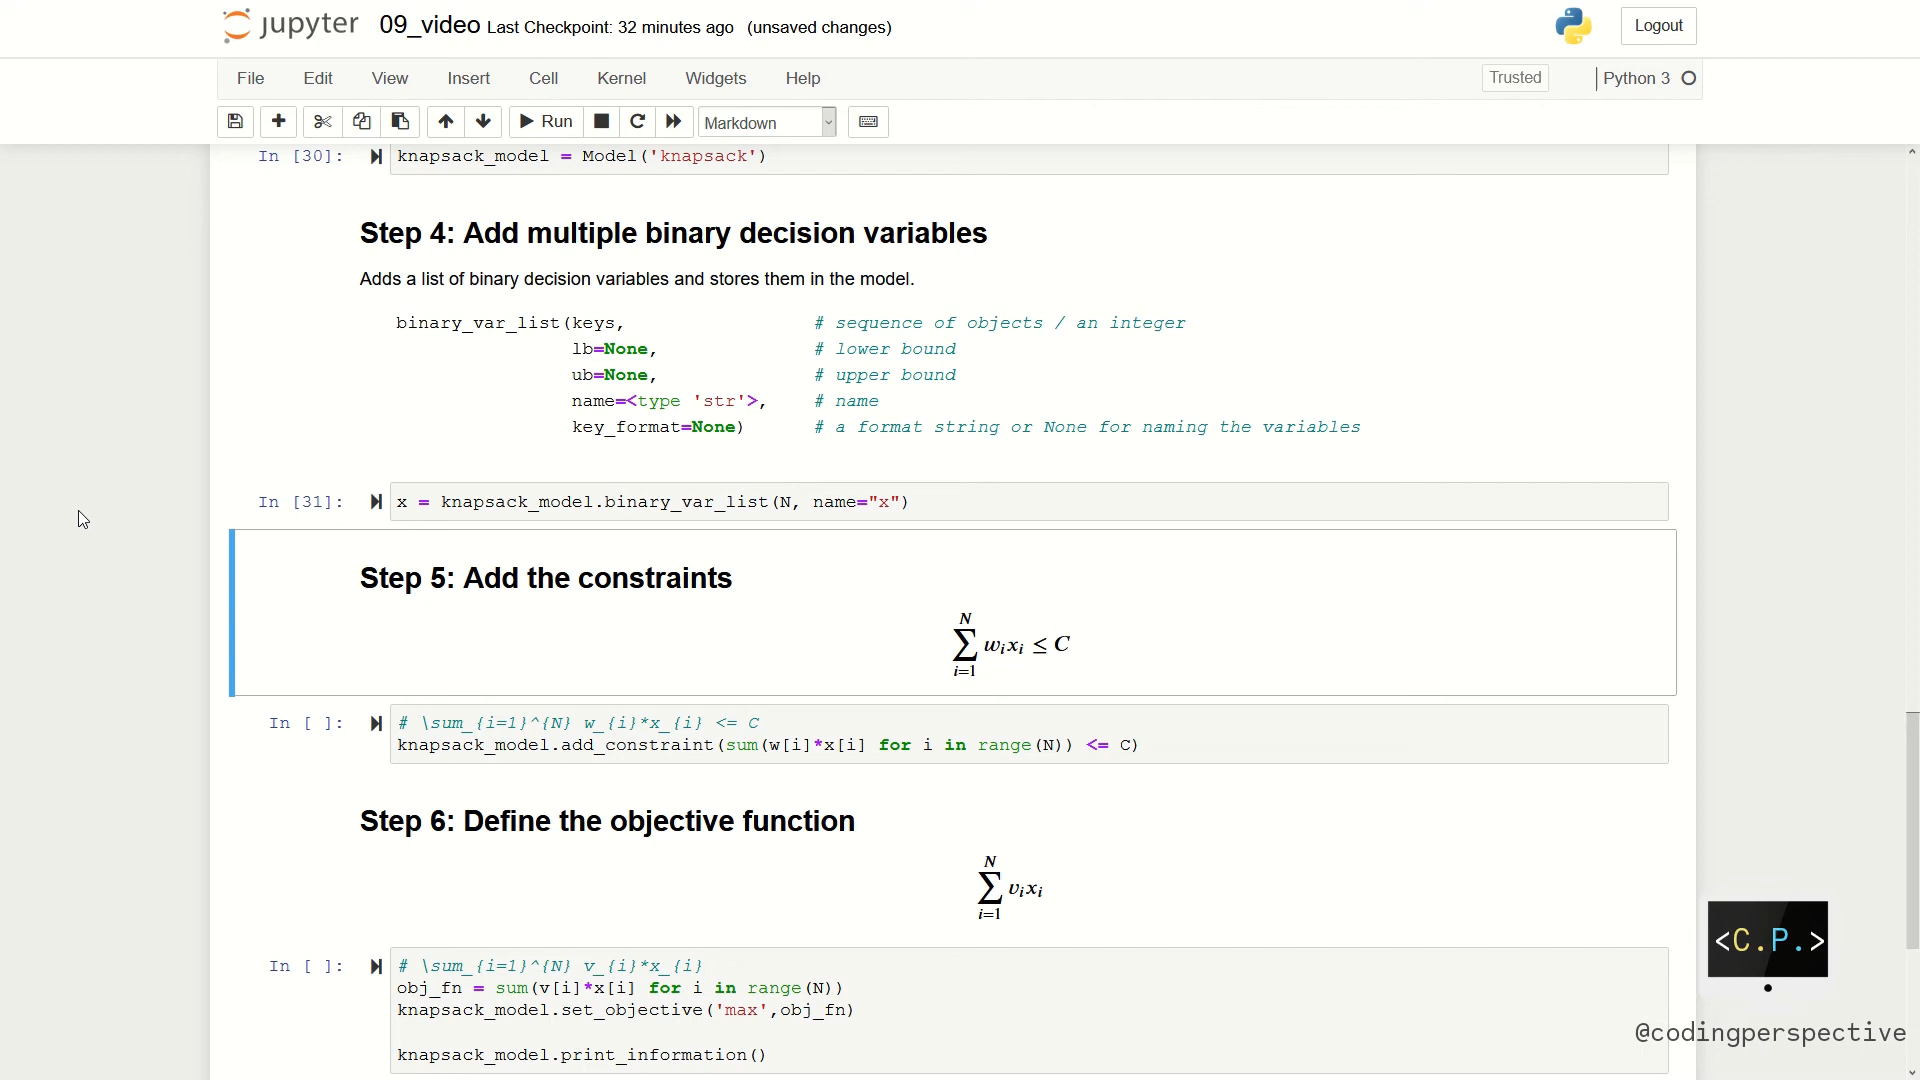 jupyter 09_video Last Checkpoint: 32 minutes ago (unsaved changes)
Logout
File Edit View Insert Cell Kernel Widgets Help
Trusted
Python 3
Run
Markdown
In [30]: knapsack_model = Model('knapsack')
Step 4: Add multiple binary decision variables
Adds a list of binary decision variables and stores them in the model.
binary_var_list(keys, # sequence of objects / an integer
lb=None, # lower bound
ub=None, # upper bound
name=<type 'str'>, # name
key_format=None) # a format string or None for naming the variables
In [31]: x = knapsack_model.binary_var_list(N, name="x")
Step 5: Add the constraints
N
∑ wᵢxᵢ ≤ C
i=1
In [ ]: # \sum_{i=1}^{N} w_{i}*x_{i} <= C
knapsack_model.add_constraint(sum(w[i]*x[i] for i in range(N)) <= C)
Step 6: Define the objective function
N
∑ vᵢxᵢ
i=1
In [ ]: # \sum_{i=1}^{N} v_{i}*x_{i}
obj_fn = sum(v[i]*x[i] for i in range(N))
knapsack_model.set_objective('max',obj_fn)
knapsack_model.print_information()
<C.P.>
@codingperspective